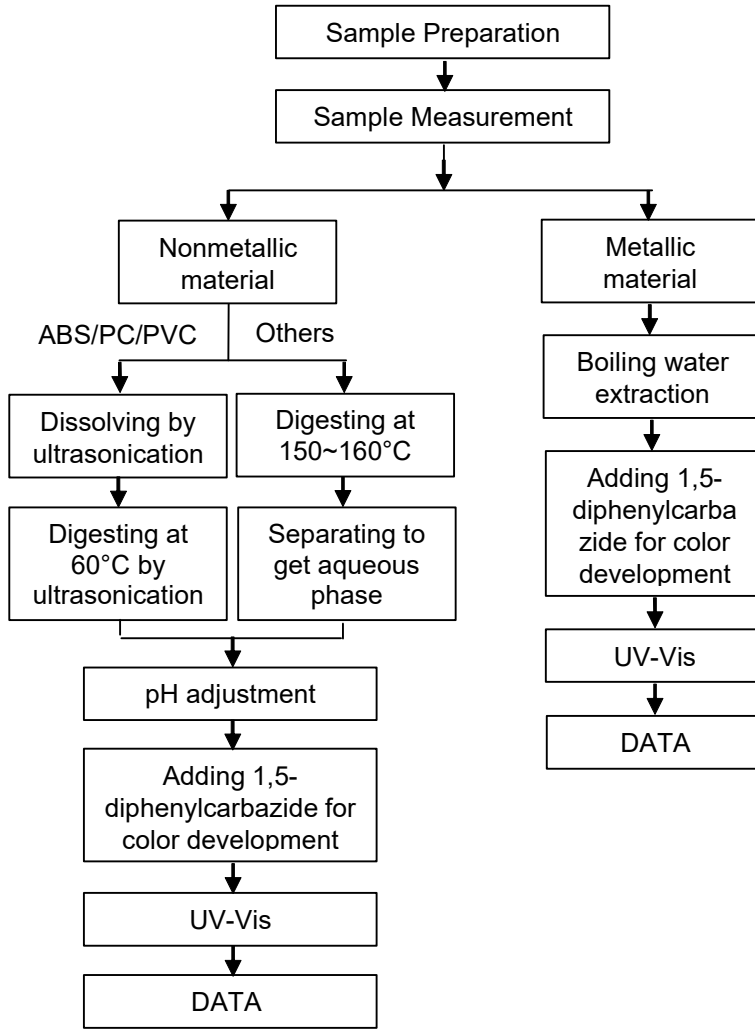 Sample Preparation
Sample Measurement
Nonmetallic
material
Metallic
material
ABS/PC/PVC
Others
Boiling water
extraction
Dissolving by
ultrasonication
Digesting at
150~160°C
Adding 1,5-
diphenylcarba
zide for color
development
Digesting at
60°C by
ultrasonication
Separating to
get aqueous
phase
UV-Vis
pH adjustment
DATA
Adding 1,5-
diphenylcarbazide for
color development
UV-Vis
DATA